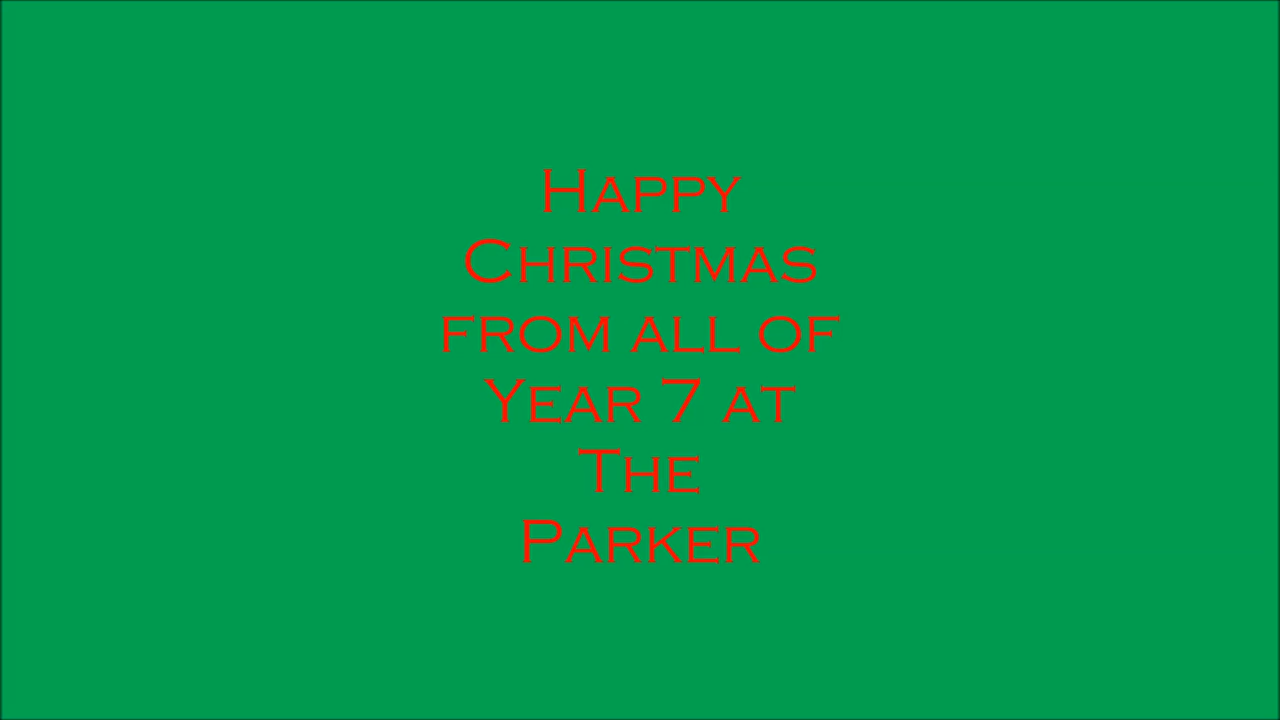 Happy
Christmas
from all of
Year 7 at
The
Parker